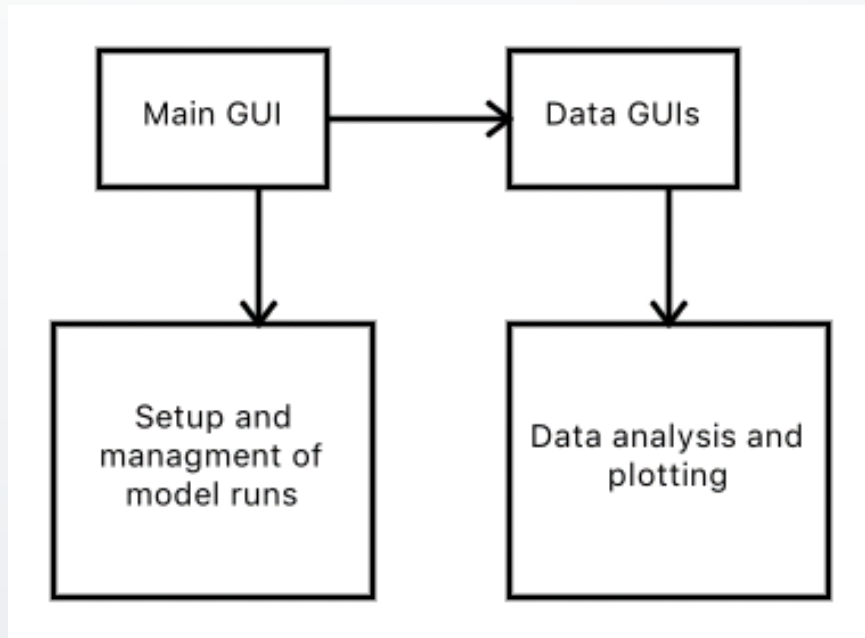 Main GUI
Data GUIs
Setup and
managment of
model runs
Data analysis and
plotting